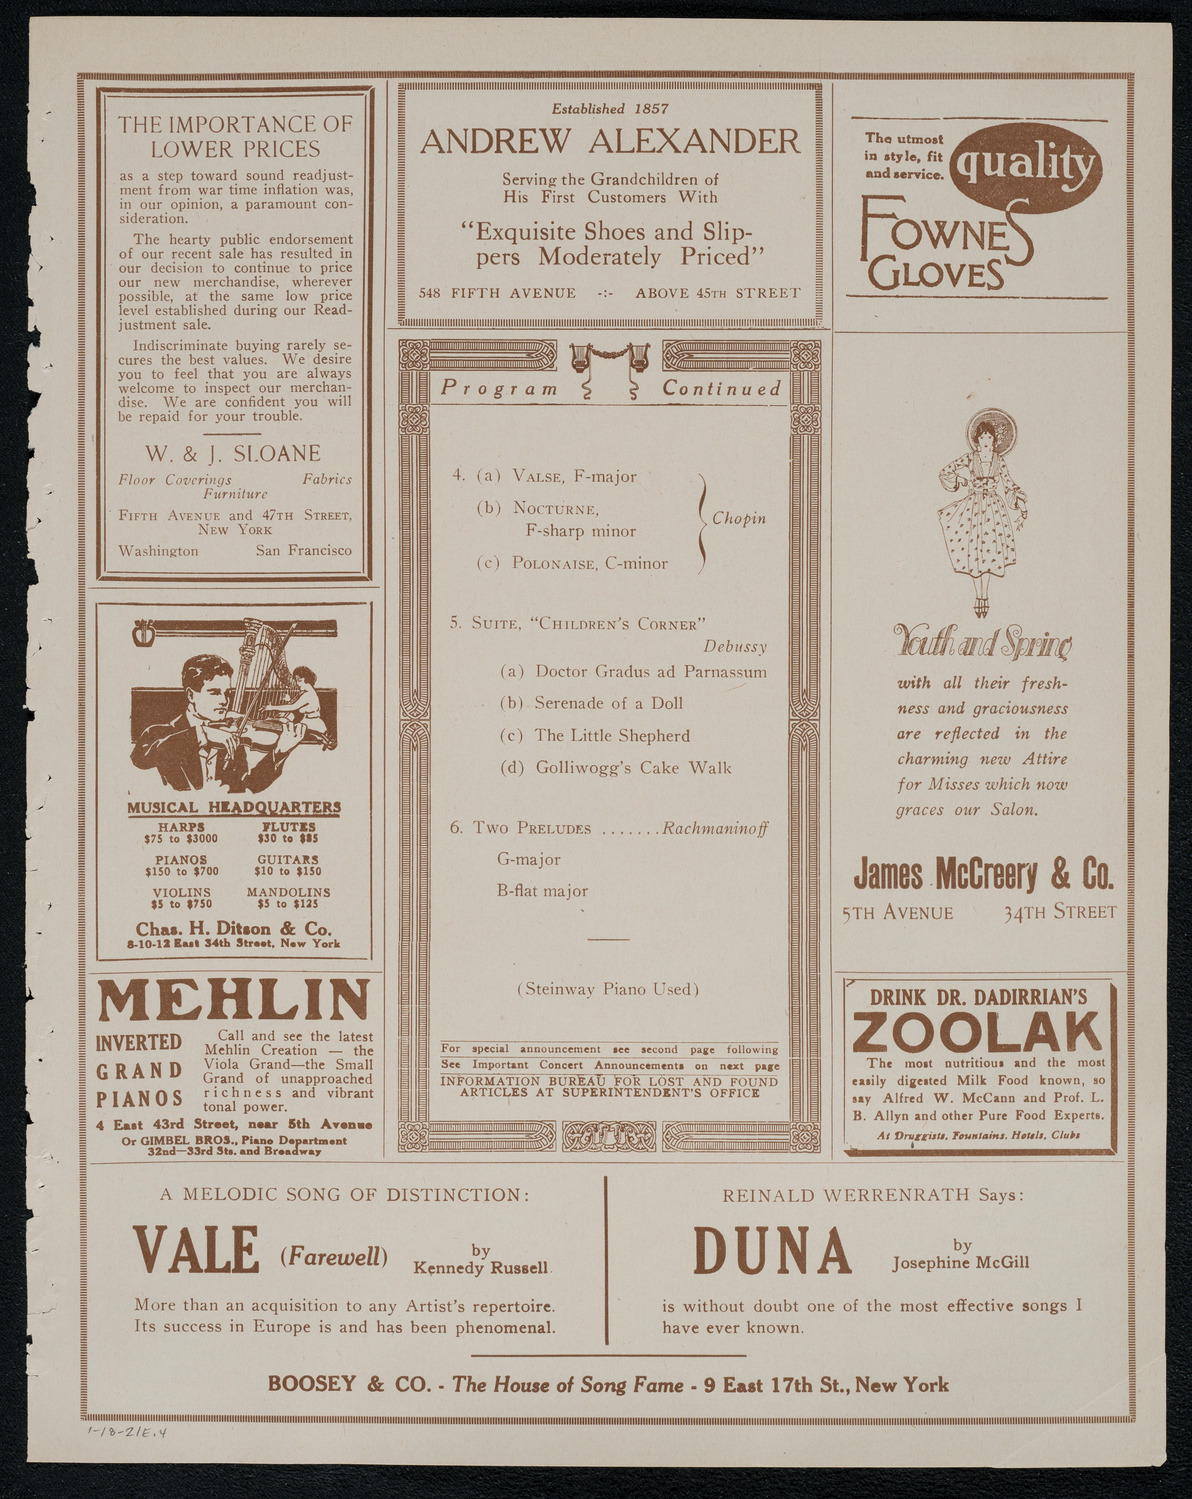 THE IMPORTANCE OF
LOWER PRICES
as a step toward sound readjust-
ment from war time inflation was,
in our opinion, a paramount con-
sideration.
The hearty public endorsement
of our recent sale has resulted in
our decision to continue to price
our new merchandise, wherever
possible, at the same low price
level established during our Read-
justment sale.
Indiscriminate buying rarely se-
cures the best values. We desire
you to feel that you are always
welcome to inspect our merchan-
dise. We are confident you will
be repaid for your trouble.
W. & J. SLOANE
Floor Coverings Fabrics
Furniture
FIFTH AVENUE and 47TH STREET,
NEW YORK
Washington San Francisco
MUSICAL HEADQUARTERS
HARPS FLUTES
$75 to $3000 $30 to $85
PIANOS GUITARS
$150 to $700 $10 to $150
VIOLINS MANDOLINS
$5 to $750 $5 to $125
Chas. H. Ditson & Co.
8-10-12 East 34th Street, New York
MEHLIN
INVERTED
GRAND
PIANOS
Call and see the latest
Mehlin Creation — the
Viola Grand—the Small
Grand of unapproached
richness and vibrant
tonal power.
4 East 43rd Street, near 5th Avenue
Or GIMBEL BROS., Piano Department
32nd—33rd Sts. and Broadway
Established 1857
ANDREW ALEXANDER
Serving the Grandchildren of
His First Customers With
"Exquisite Shoes and Slip-
pers Moderately Priced"
548 FIFTH AVENUE -:- ABOVE 45TH STREET
Program Continued
4. (a) VALSE, F-major
(b) NOCTURNE,
F-sharp minor
Chopin
(c) POLONAISE, C-minor
5. SUITE, "CHILDREN'S CORNER"
Debussy
(a) Doctor Gradus ad Parnassum
(b) Serenade of a Doll
(c) The Little Shepherd
(d) Golliwogg's Cake Walk
6. TWO PRELUDES .......Rachmaninoff
G-major
B-flat major
(Steinway Piano Used)
For special announcement see second page following
See Important Concert Announcements on next page
INFORMATION BUREAU FOR LOST AND FOUND
ARTICLES AT SUPERINTENDENT'S OFFICE
The utmost
in style, fit
and service.
quality
FOWNES
GLOVES
Youth and Spring
with all their fresh-
ness and graciousness
are reflected in the
charming new Attire
for Misses which now
graces our Salon.
James McCreery & Co.
5TH AVENUE 34TH STREET
DRINK DR. DADIRRIAN'S
ZOOLAK
The most nutritious and the most
easily digested Milk Food known, so
say Alfred W. McCann and Prof. L.
B. Allyn and other Pure Food Experts.
At Druggists, Fountains, Hotels, Clubs
A MELODIC SONG OF DISTINCTION:
VALE (Farewell) by
Kennedy Russell
More than an acquisition to any Artist's repertoire.
Its success in Europe is and has been phenomenal.
REINALD WERRENRATH Says:
DUNA by
Josephine McGill
is without doubt one of the most effective songs I
have ever known.
BOOSEY & CO. - The House of Song Fame - 9 East 17th St., New York
1-18-21E.4